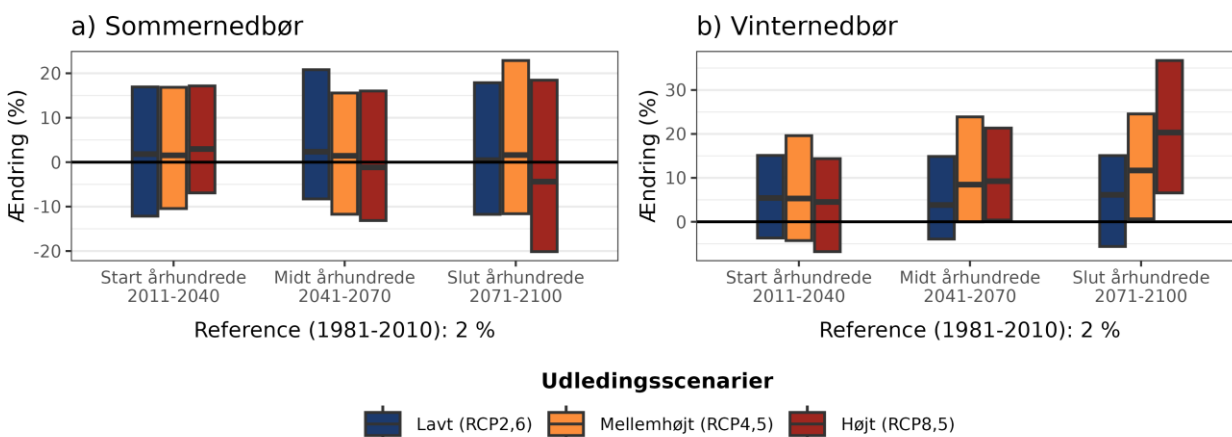 a) Sommernedbør
Ændring (%)
20
10
0
-10
-20
Start århundrede
2011-2040
Midt århundrede
2041-2070
Slut århundrede
2071-2100
Reference (1981-2010): 2 %
b) Vinternedbør
Ændring (%)
30
20
10
0
Start århundrede
2011-2040
Midt århundrede
2041-2070
Slut århundrede
2071-2100
Reference (1981-2010): 2 %
Udledingsscenarier
Lavt (RCP2,6)
Mellemhøjt (RCP4,5)
Højt (RCP8,5)